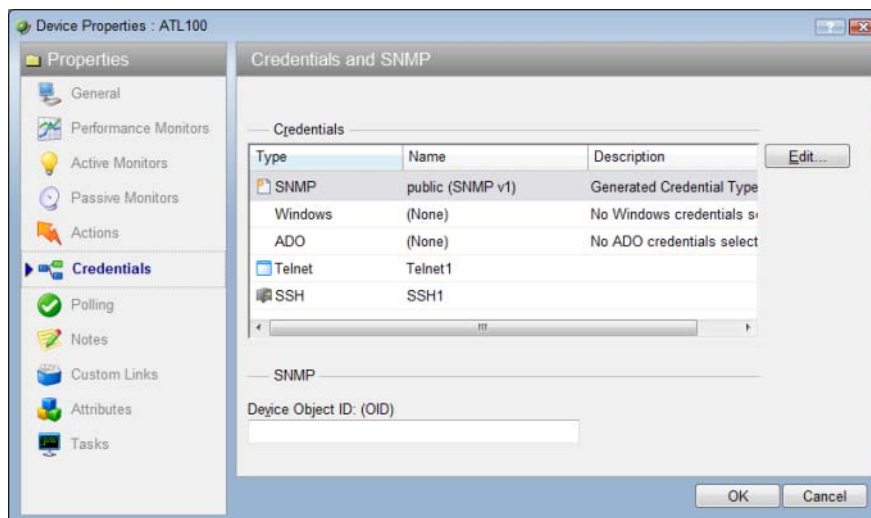 Device Properties : ATL100
Properties
General
Performance Monitors
Active Monitors
Passive Monitors
Actions
Credentials
Polling
Notes
Custom Links
Attributes
Tasks
Credentials and SNMP
Credentials
Type Name Description
SNMP public (SNMP v1) Generated Credential Type
Windows (None) No Windows credentials
ADO (None) No ADO credentials select
Telnet Telnet1
SSH SSH1
Edit...
SNMP
Device Object ID: (OID)
OK Cancel